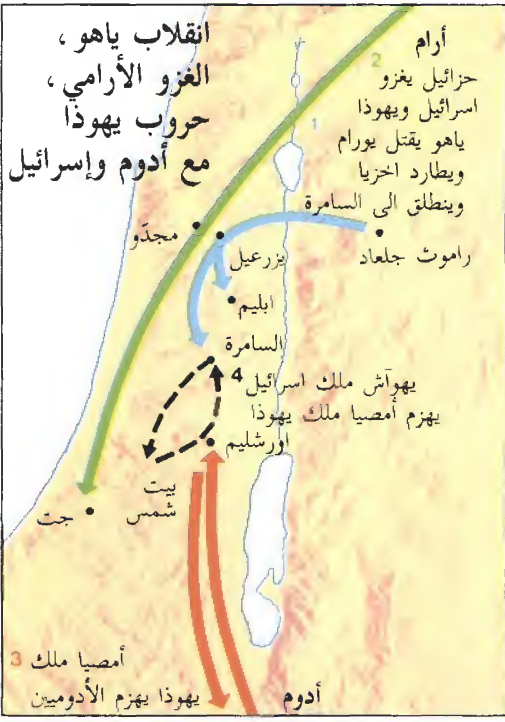 انقلاب ياهو ،
الغزو الأرامي ،
حروب يهوذا
مع أدوم وإسرائيل
أرام
2
حزائيل يغزو
اسرائيل ويهوذا
1
ياهو يقتل يورام
ويطارد اخزيا
وينطلق الى السامرة
راموث جلعاد
مجدّو
يزرعيل
ابليم
السامرة
4 يهوآش ملك اسرائيل
يهزم أمصيا ملك يهوذا
اورشليم
بيت
شمس
جت
3 أمصيا ملك
يهوذا يهزم الأدوميين
أدوم